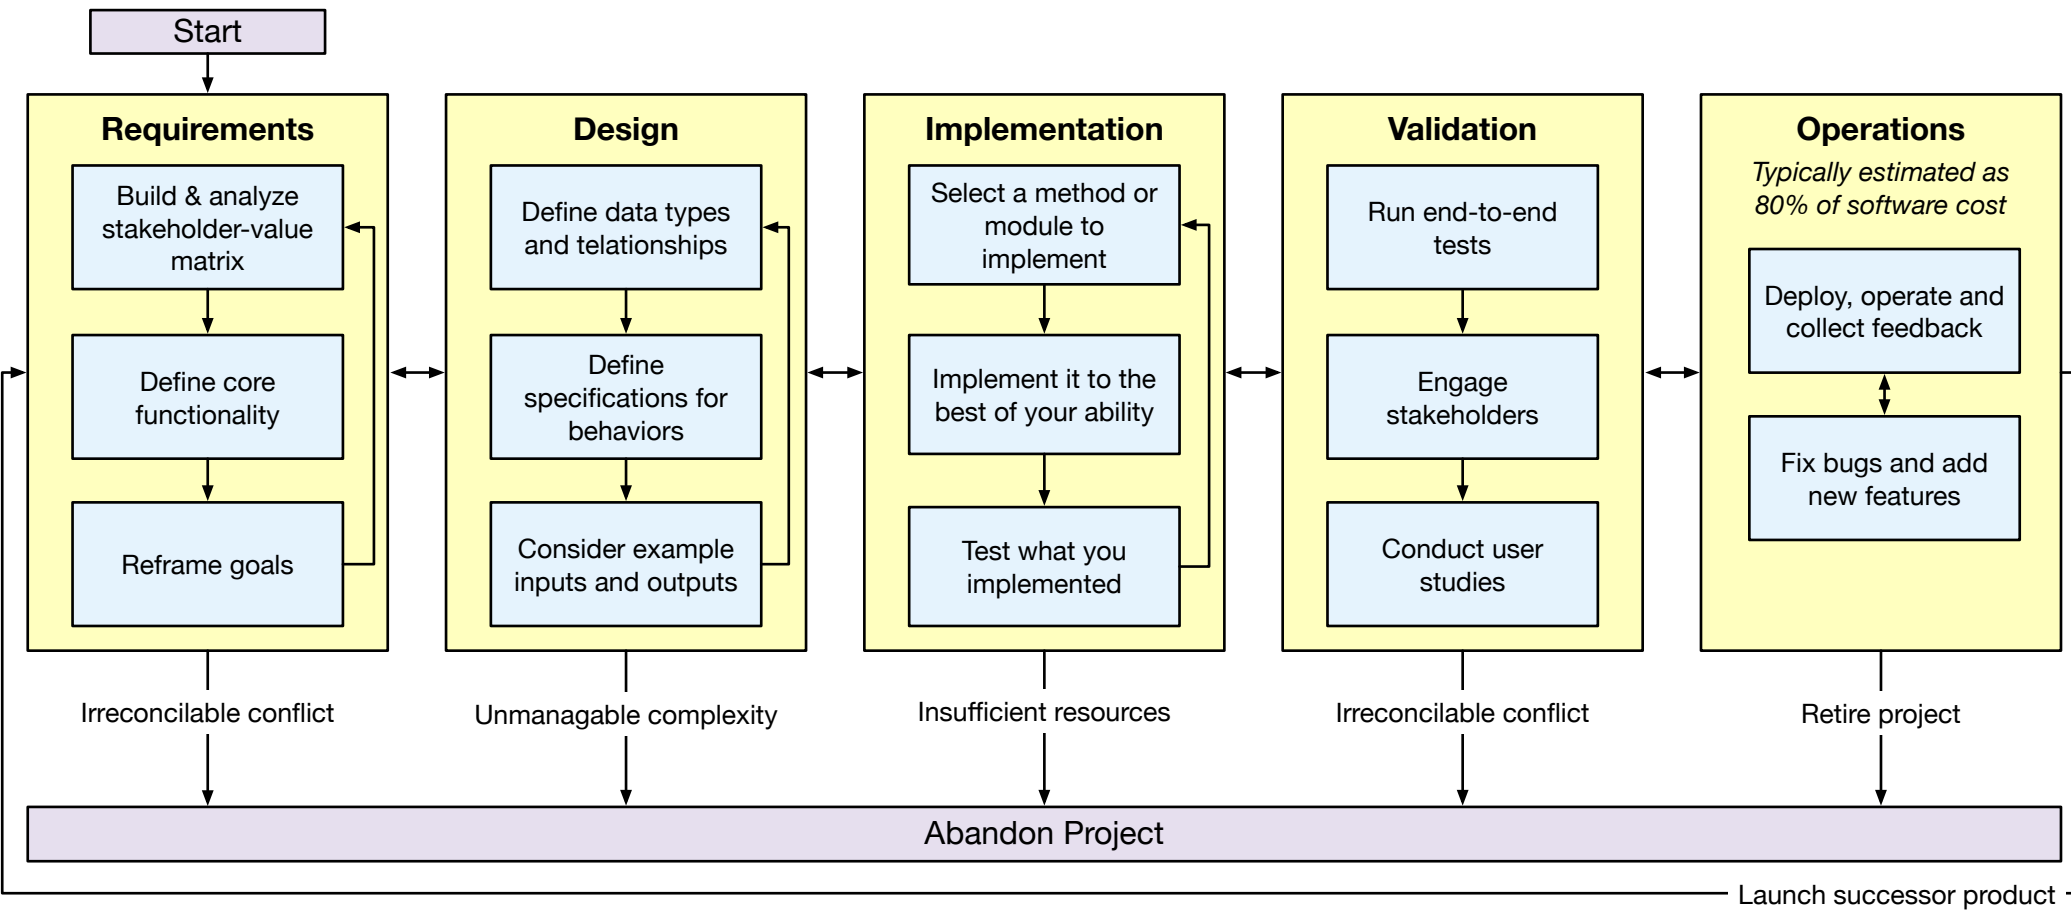 Start
Requirements
Build & analyze
stakeholder-value
matrix
Define core
functionality
Reframe goals
Design
Define data types
and telationships
Define
specifications for
behaviors
Consider example
inputs and outputs
Implementation
Select a method or
module to
implement
Implement it to the
best of your ability
Test what you
implemented
Validation
Run end-to-end
tests
Engage
stakeholders
Conduct user
studies
Operations
Typically estimated as
80% of software cost
Deploy, operate and
collect feedback
Fix bugs and add
new features
Irreconcilable conflict
Unmanagable complexity
Insufficient resources
Irreconcilable conflict
Retire project
Abandon Project
Launch successor product